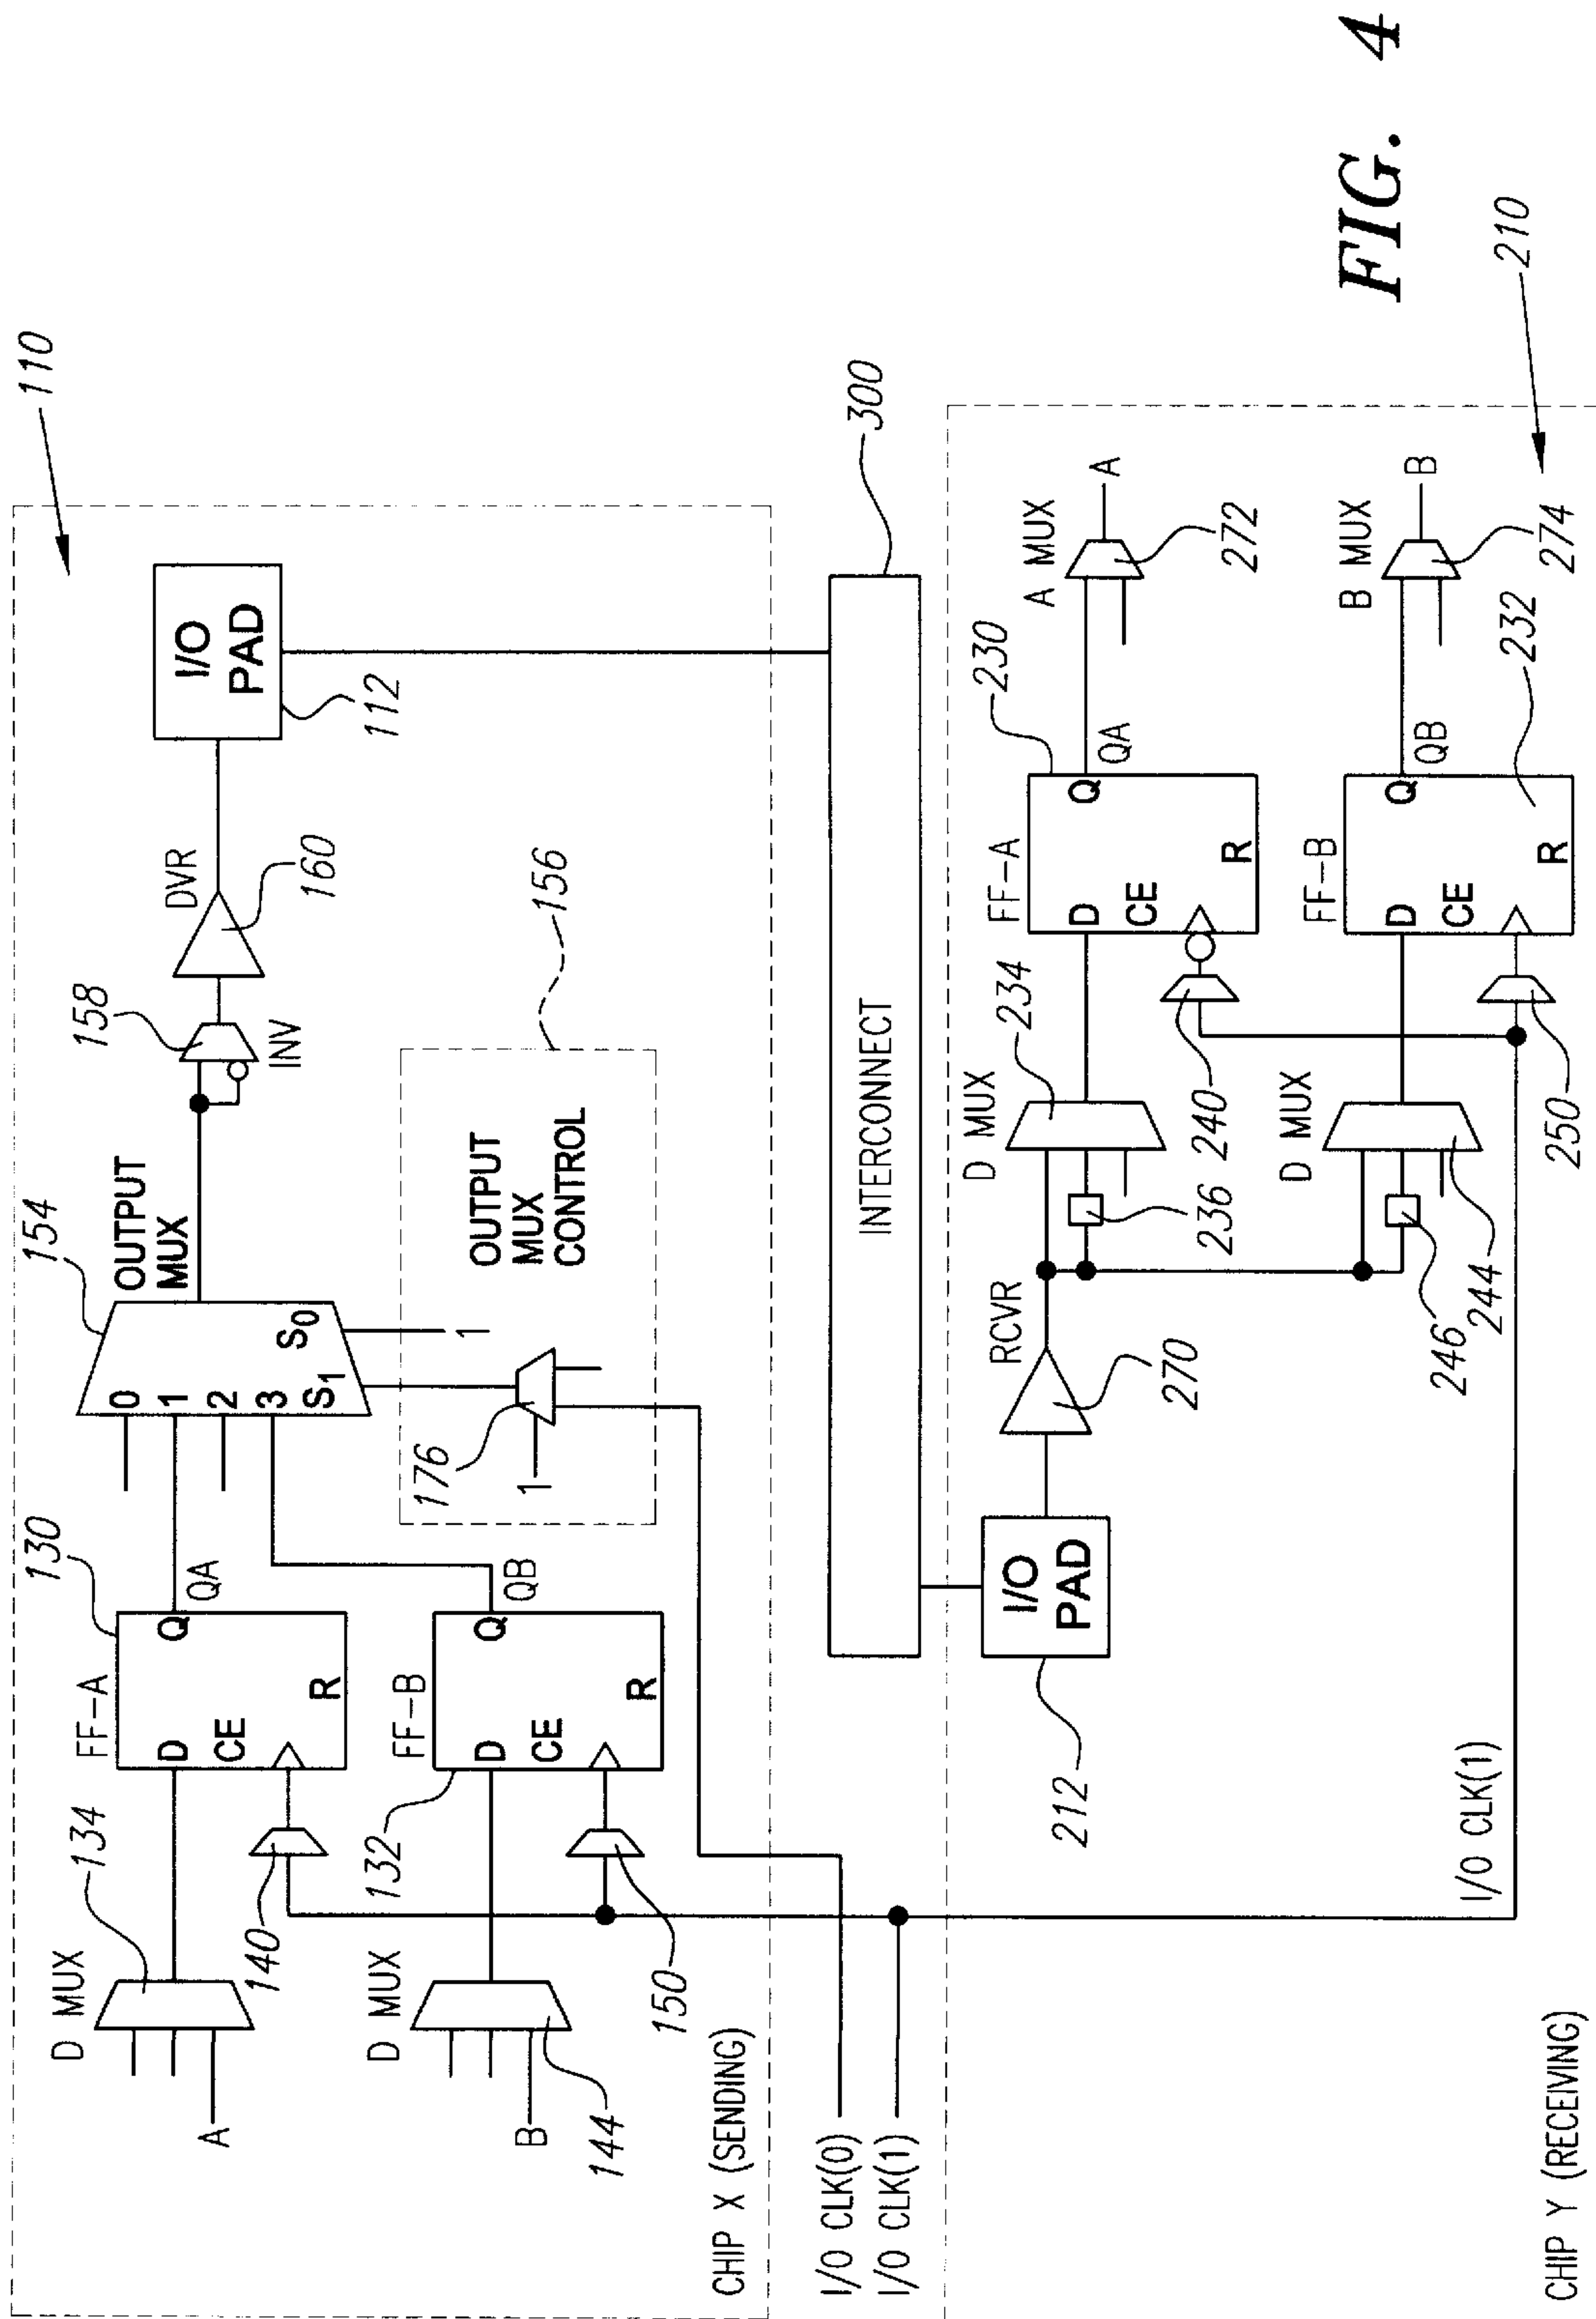 110
154
OUTPUT
MUX
0
1
2
3
S1
S0
158
INV
DVR
160
I/O
PAD
112
130
FF-A
D
Q
QA
CE
R
134
D MUX
A
140
132
FF-B
D
Q
QB
CE
R
D MUX
B
144
150
176
1
1
OUTPUT
MUX
CONTROL
156
CHIP X (SENDING)
I/O CLK(0)
I/O CLK(1)
INTERCONNECT
300
I/O
PAD
212
RCVR
270
D MUX
234
236
240
FF-A
230
D
Q
QA
CE
R
A MUX
A
272
D MUX
244
246
250
FF-B
D
Q
QB
CE
R
232
B MUX
B
274
I/O CLK(1)
CHIP Y (RECEIVING)
210
FIG. 4